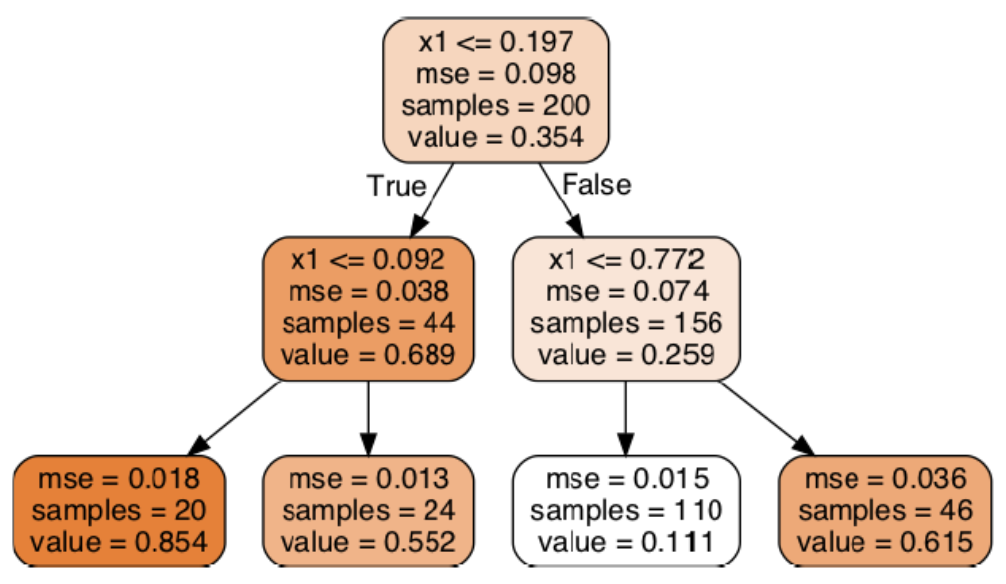 x1 <= 0.197
mse = 0.098
samples = 200
value = 0.354
True
False
x1 <= 0.092
mse = 0.038
samples = 44
value = 0.689
x1 <= 0.772
mse = 0.074
samples = 156
value = 0.259
mse = 0.018
samples = 20
value = 0.854
mse = 0.013
samples = 24
value = 0.552
mse = 0.015
samples = 110
value = 0.111
mse = 0.036
samples = 46
value = 0.615